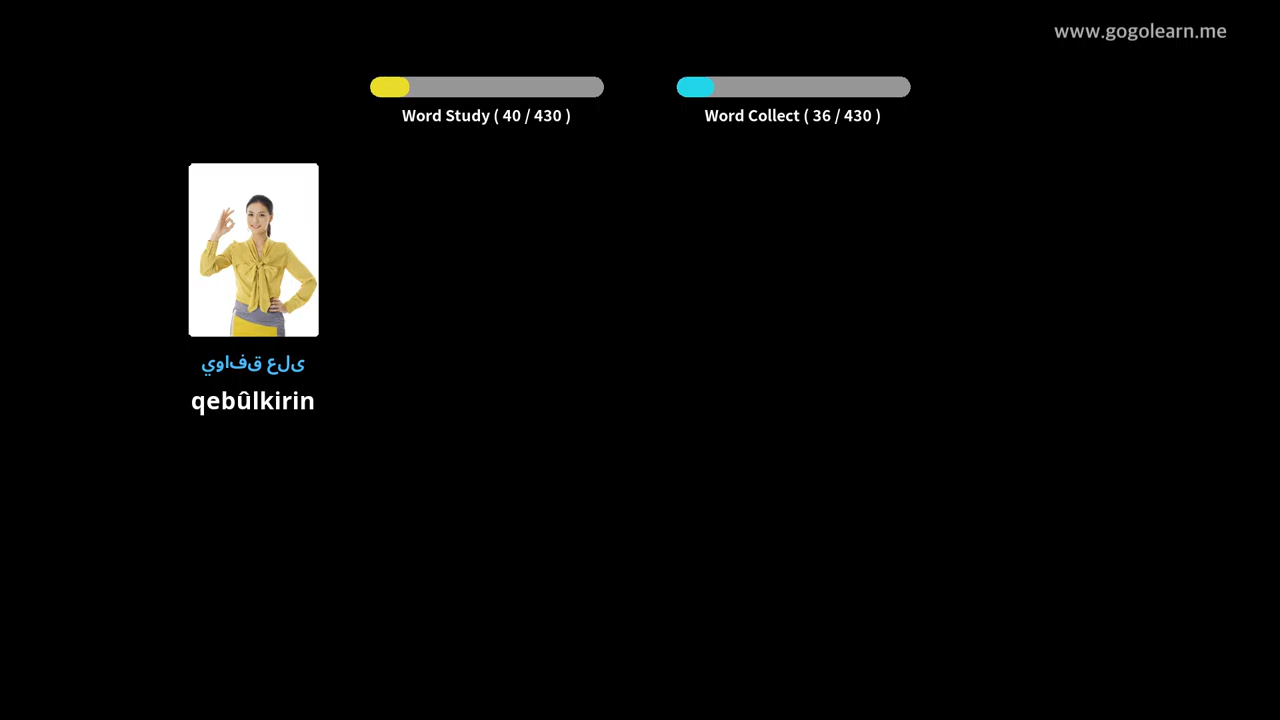 www.gogolearn.me
Word Study ( 40 / 430 )
Word Collect ( 36 / 430 )
يوافق على
qebûlkirin